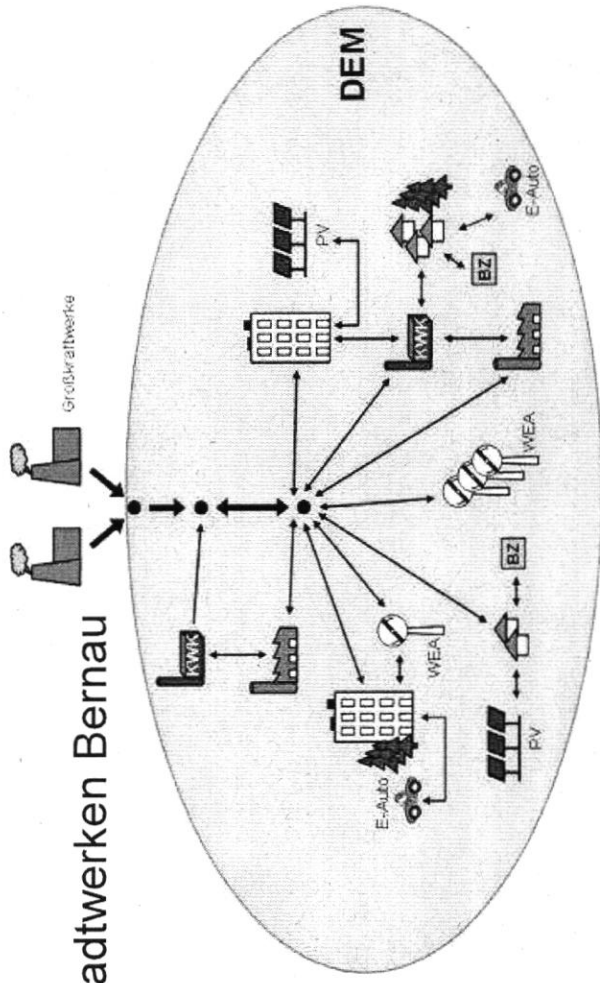 adtwerken Bernau
Großkraftwerke
DEM
KWK
PV
E-Auto
WEA
KWK
BZ
E-Auto
WEA
PV
BZ